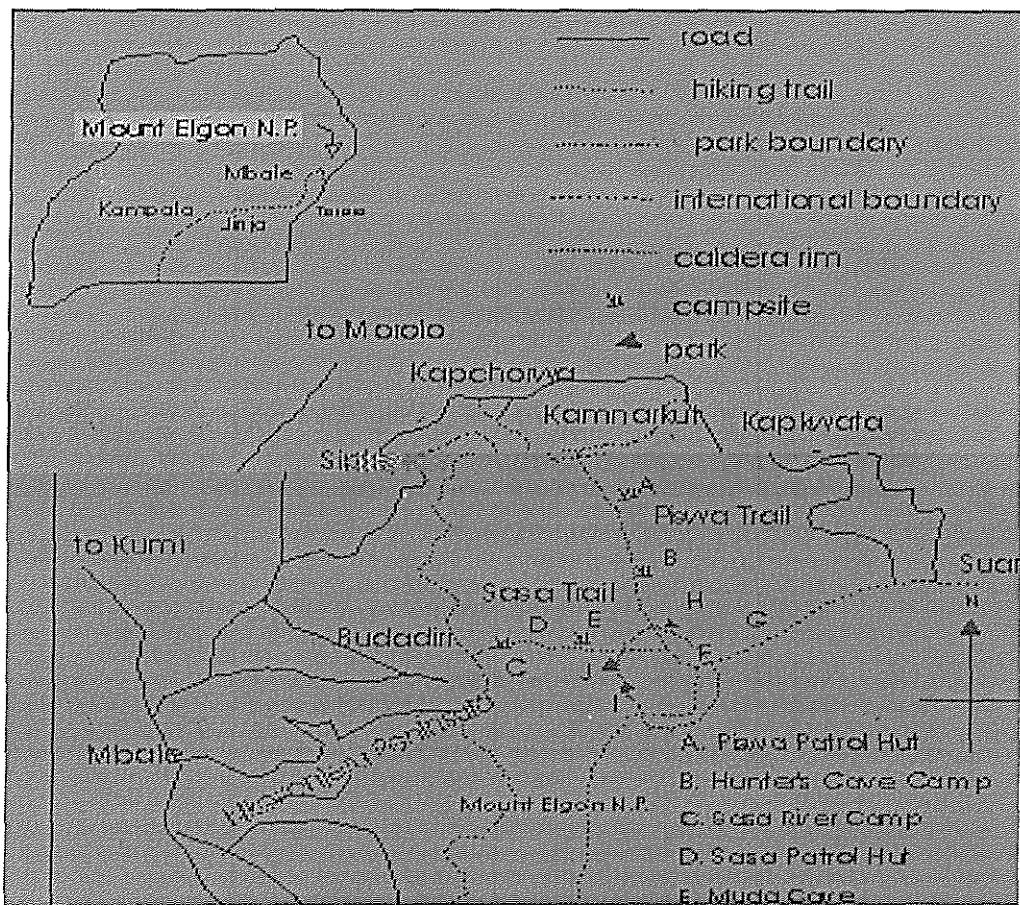 road
hiking trail
Mount Elgon N.P.
park boundary
Mbale
Kampala
Jinja
international boundary
caldera rim
campsite
to Moroto
park
Kapchorwa
Kamnarkut
Kapkwata
A
Piswa Trail
to Kumi
B
Suam
N
Sasa Trail
H
G
D
E
Budadiri
C
J
F
I
Mbale
A. Piswa Patrol Hut
B. Hunter's Cave Camp
Mount Elgon N.P.
C. Sasa River Camp
D. Sasa Patrol Hut
E. Muda Cave